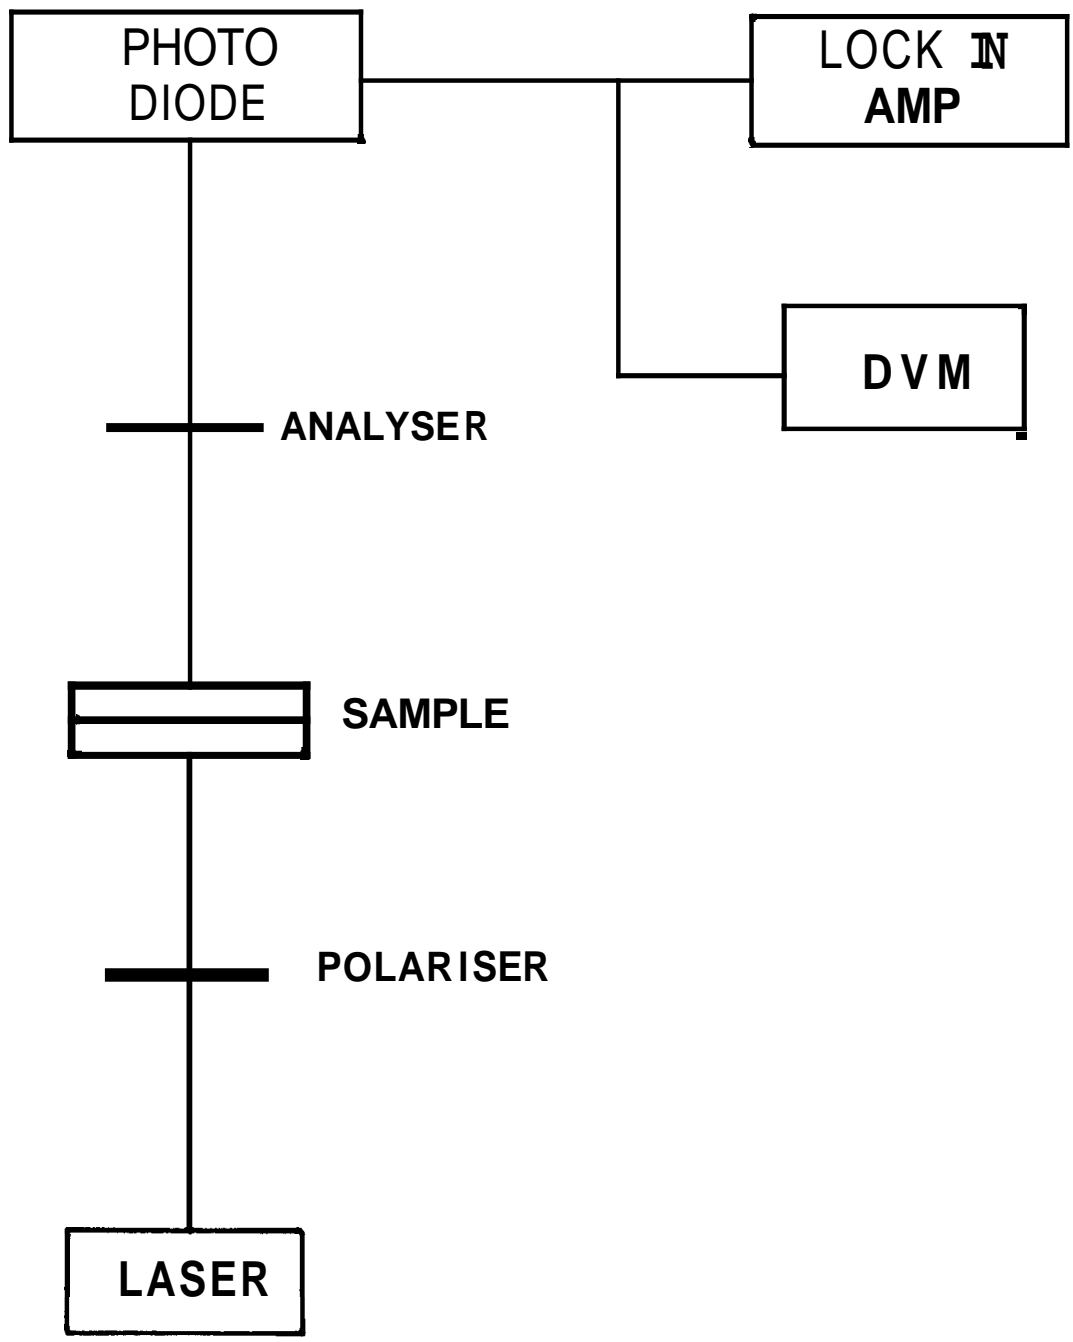 PHOTO
DIODE
LOCK IN
AMP
DVM
ANALYSER
SAMPLE
POLARISER
LASER